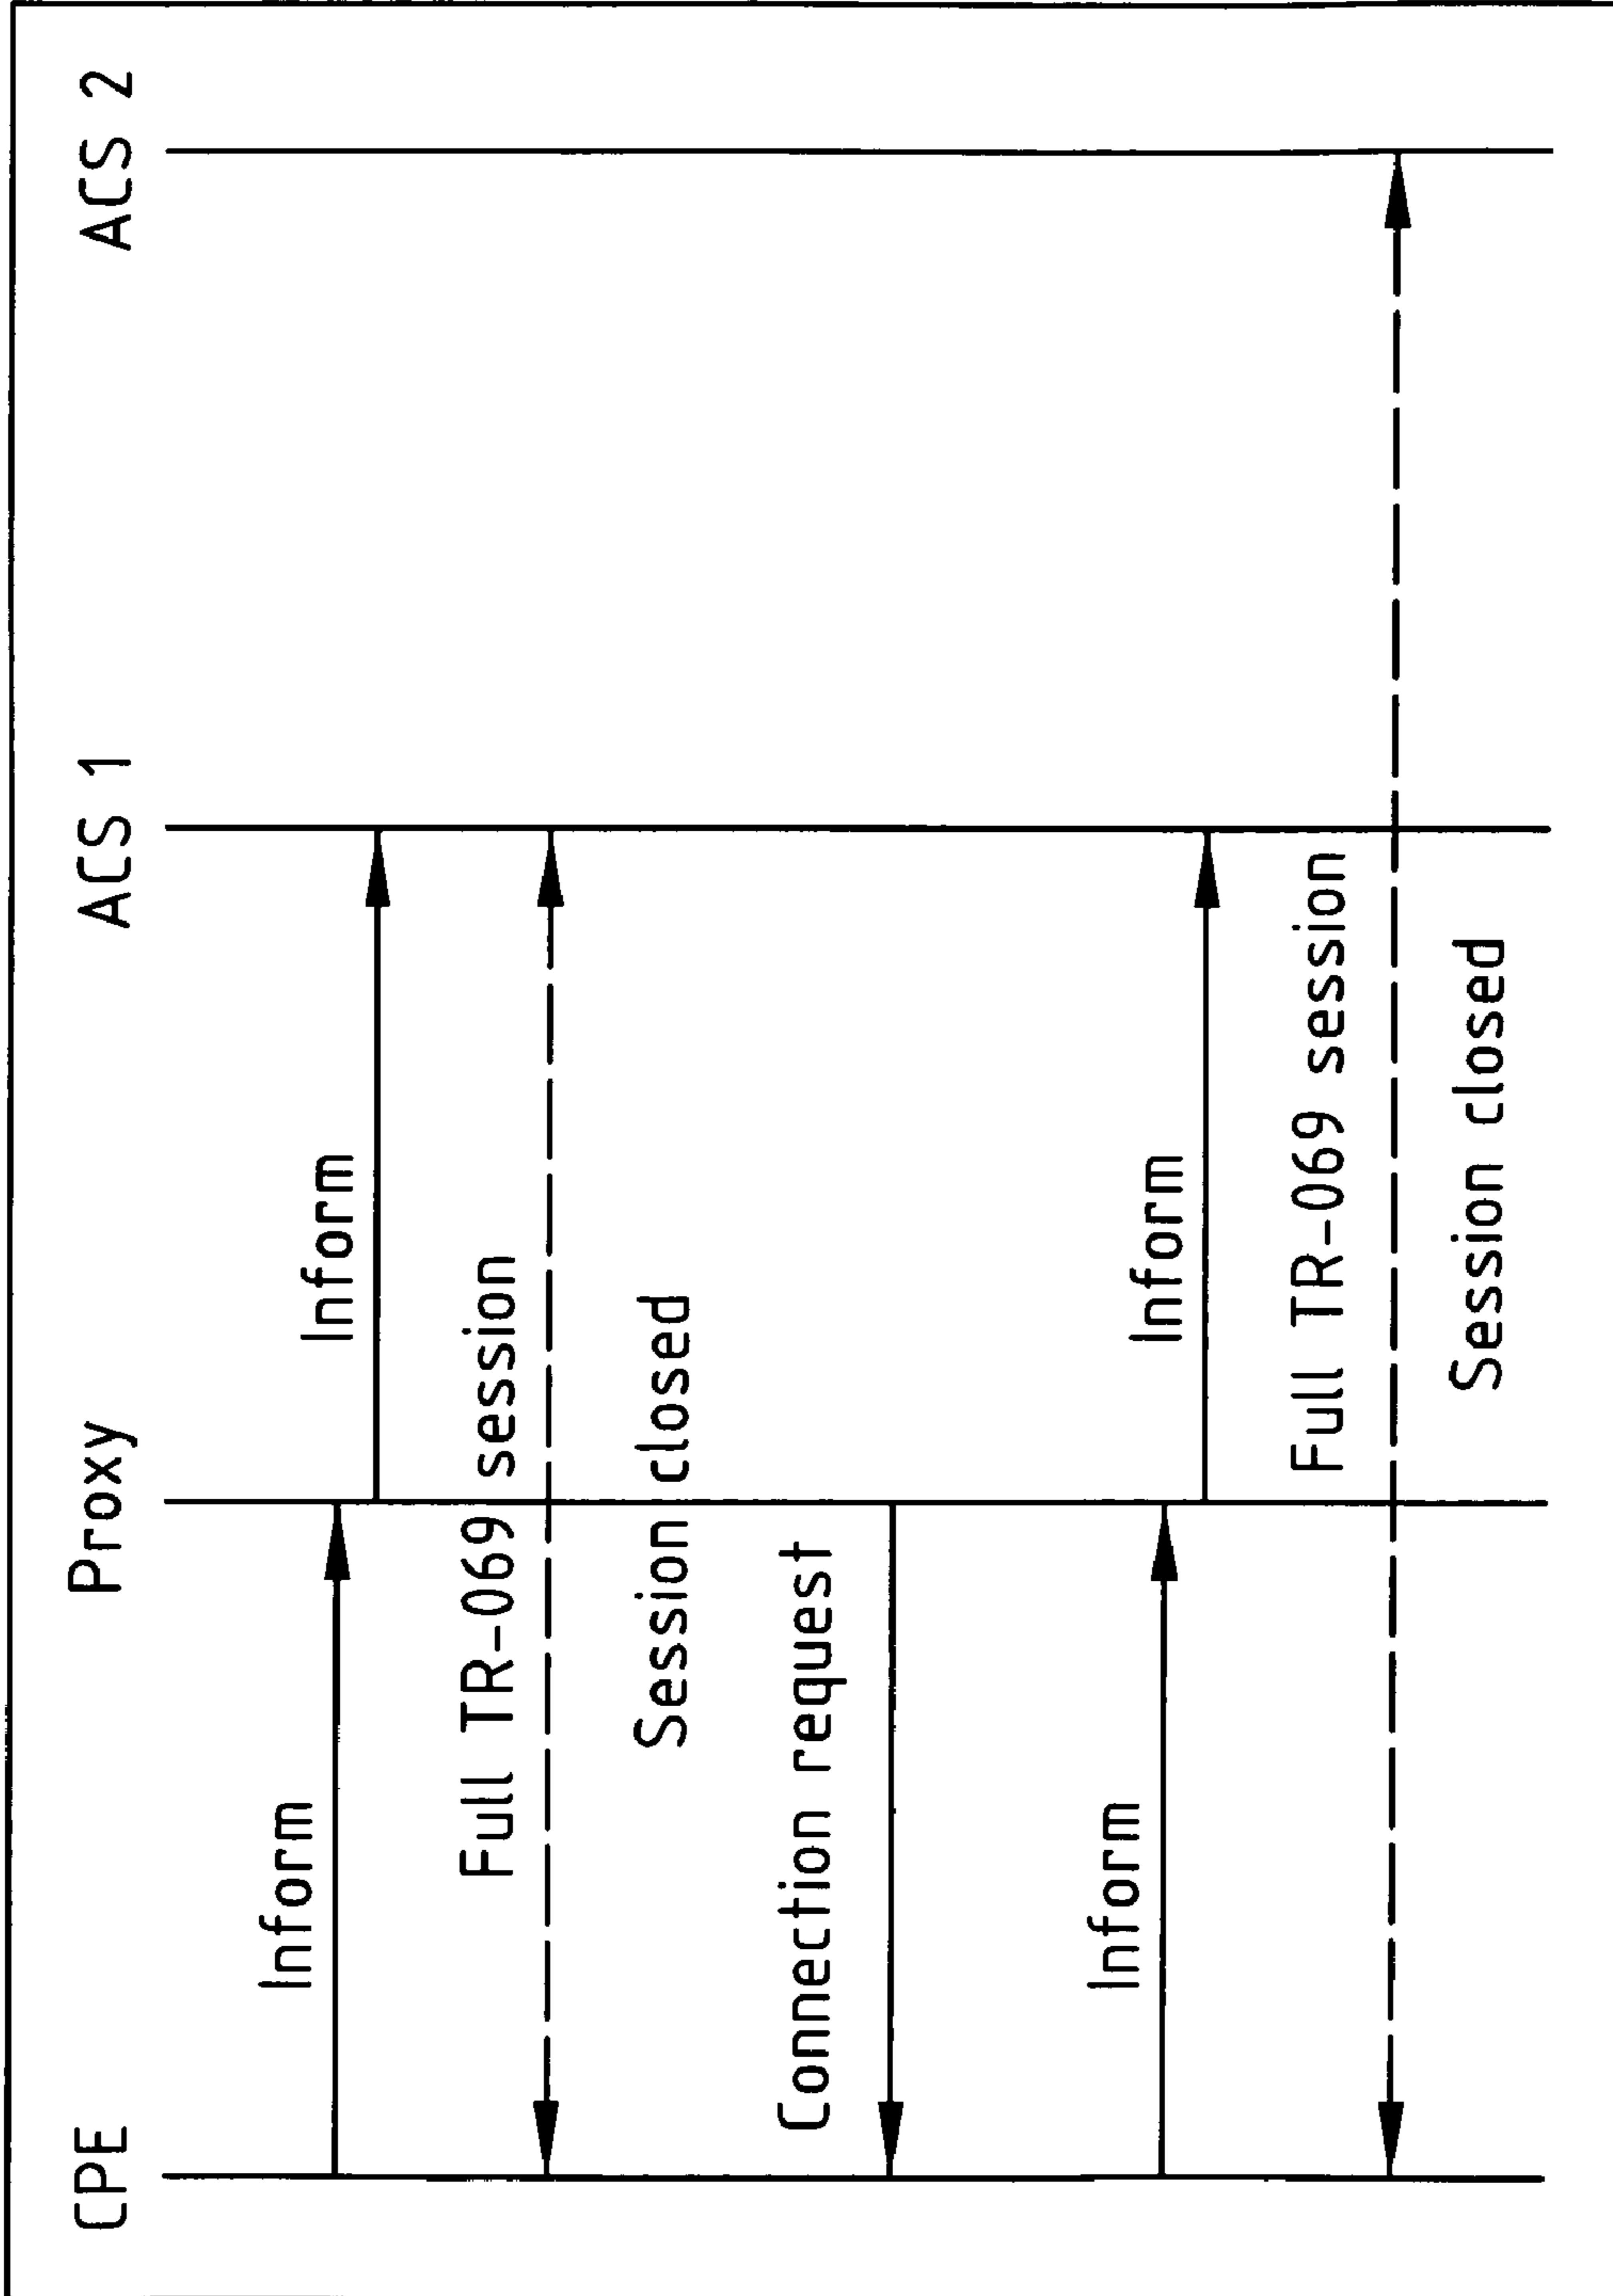 CPE
Proxy
ACS 1
ACS 2
Inform
Inform
Full TR-069 session
Session closed
Connection request
Inform
Inform
Full TR-069 session
Session closed